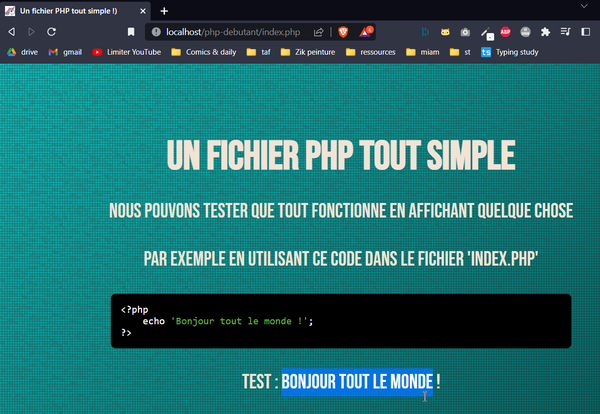 Un fichier PHP tout simple !)
localhost/php-debutant/index.php
drive gmail Limiter YouTube Comics & daily taf Zik peinture ressources miam st ts Typing study
UN FICHIER PHP TOUT SIMPLE
NOUS POUVONS TESTER QUE TOUT FONCTIONNE EN AFFICHANT QUELQUE CHOSE
PAR EXEMPLE EN UTILISANT CE CODE DANS LE FICHIER 'INDEX.PHP'
<?php
echo 'Bonjour tout le monde !';
?>
TEST : BONJOUR TOUT LE MONDE !